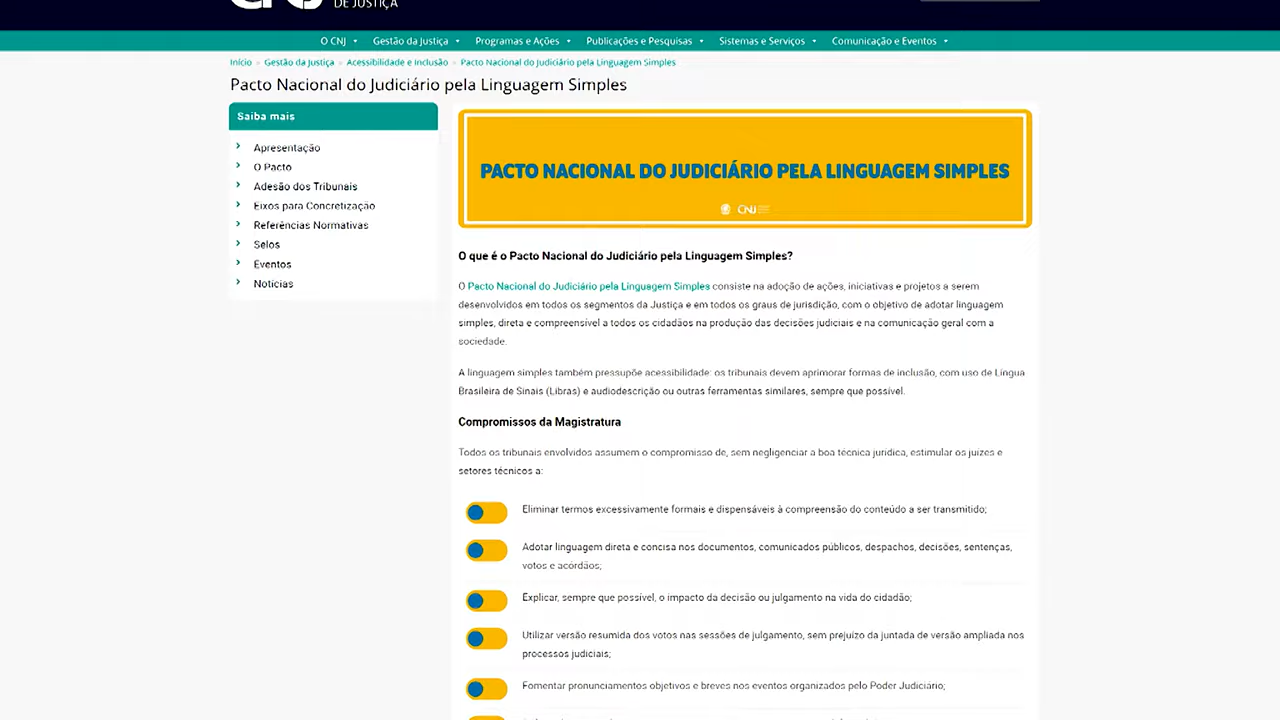 DE JUSTIÇA
O CNJ Gestão da Justiça Programas e Ações Publicações e Pesquisas Sistemas e Serviços Comunicação e Eventos
Início » Gestão da Justiça » Acessibilidade e Inclusão » Pacto Nacional do Judiciário pela Linguagem Simples
Pacto Nacional do Judiciário pela Linguagem Simples
Saiba mais
Apresentação
O Pacto
Adesão dos Tribunais
Eixos para Concretização
Referências Normativas
Selos
Eventos
Notícias
PACTO NACIONAL DO JUDICIÁRIO PELA LINGUAGEM SIMPLES
CNJ
O que é o Pacto Nacional do Judiciário pela Linguagem Simples?
O Pacto Nacional do Judiciário pela Linguagem Simples consiste na adoção de ações, iniciativas e projetos a serem
desenvolvidos em todos os segmentos da Justiça e em todos os graus de jurisdição, com o objetivo de adotar linguagem
simples, direta e compreensível a todos os cidadãos na produção das decisões judiciais e na comunicação geral com a
sociedade.
A linguagem simples também pressupõe acessibilidade: os tribunais devem aprimorar formas de inclusão, com uso de Língua
Brasileira de Sinais (Libras) e audiodescrição ou outras ferramentas similares, sempre que possível.
Compromissos da Magistratura
Todos os tribunais envolvidos assumem o compromisso de, sem negligenciar a boa técnica jurídica, estimular os juízes e
setores técnicos a:
Eliminar termos excessivamente formais e dispensáveis à compreensão do conteúdo a ser transmitido;
Adotar linguagem direta e concisa nos documentos, comunicados públicos, despachos, decisões, sentenças,
votos e acórdãos;
Explicar, sempre que possível, o impacto da decisão ou julgamento na vida do cidadão;
Utilizar versão resumida dos votos nas sessões de julgamento, sem prejuízo da juntada de versão ampliada nos
processos judiciais;
Fomentar pronunciamentos objetivos e breves nos eventos organizados pelo Poder Judiciário;